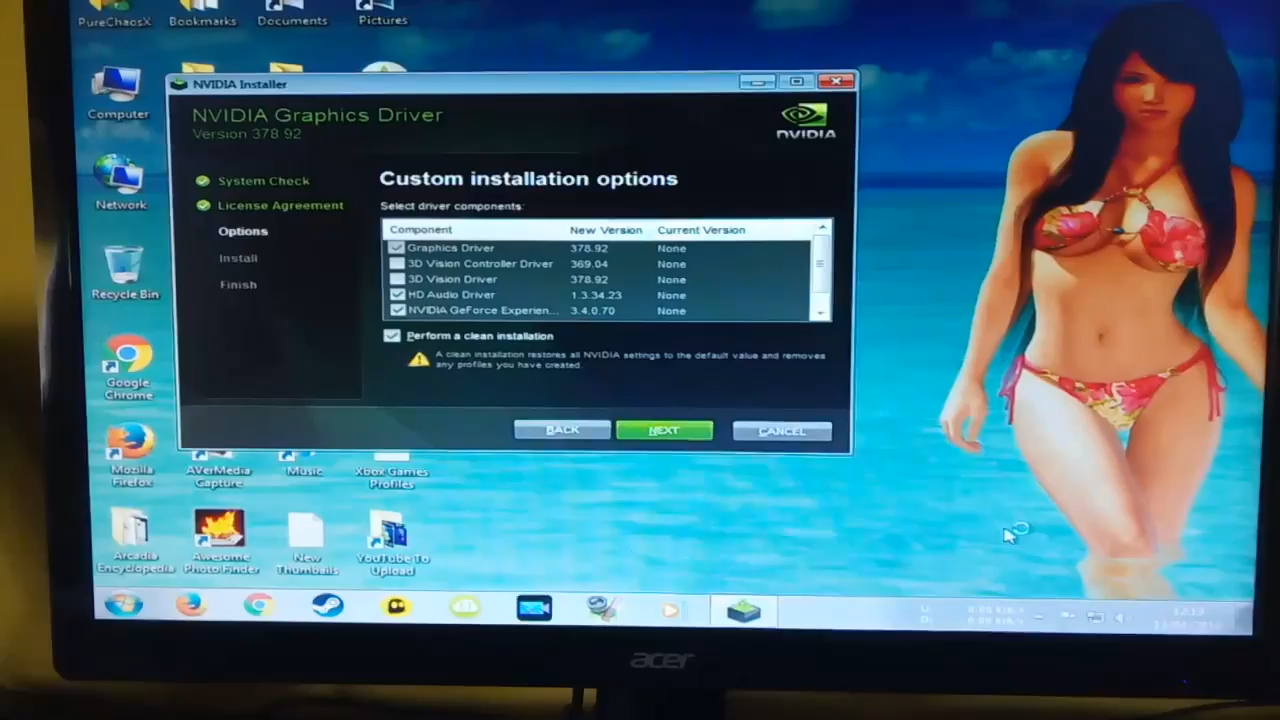 PureChaosX Bookmarks Documents Pictures
Computer
Network
Recycle Bin
Google Chrome
Mozilla Firefox
AVerMedia Capture
Music
Xbox Games Profiles
Arcadia Encyclopedia
Awesome Photo Finder
New Thumbnails
YouTube To Upload
NVIDIA Installer
NVIDIA Graphics Driver
Version 378.92
NVIDIA
System Check
License Agreement
Options
Install
Finish
Custom installation options
Select driver components:
Component New Version Current Version
Graphics Driver 378.92 None
3D Vision Controller Driver 369.04 None
3D Vision Driver 378.92 None
HD Audio Driver 1.3.34.23 None
NVIDIA GeForce Experien... 3.4.0.70 None
Perform a clean installation
A clean installation restores all NVIDIA settings to the default value and removes
any profiles you have created.
BACK NEXT CANCEL
acer